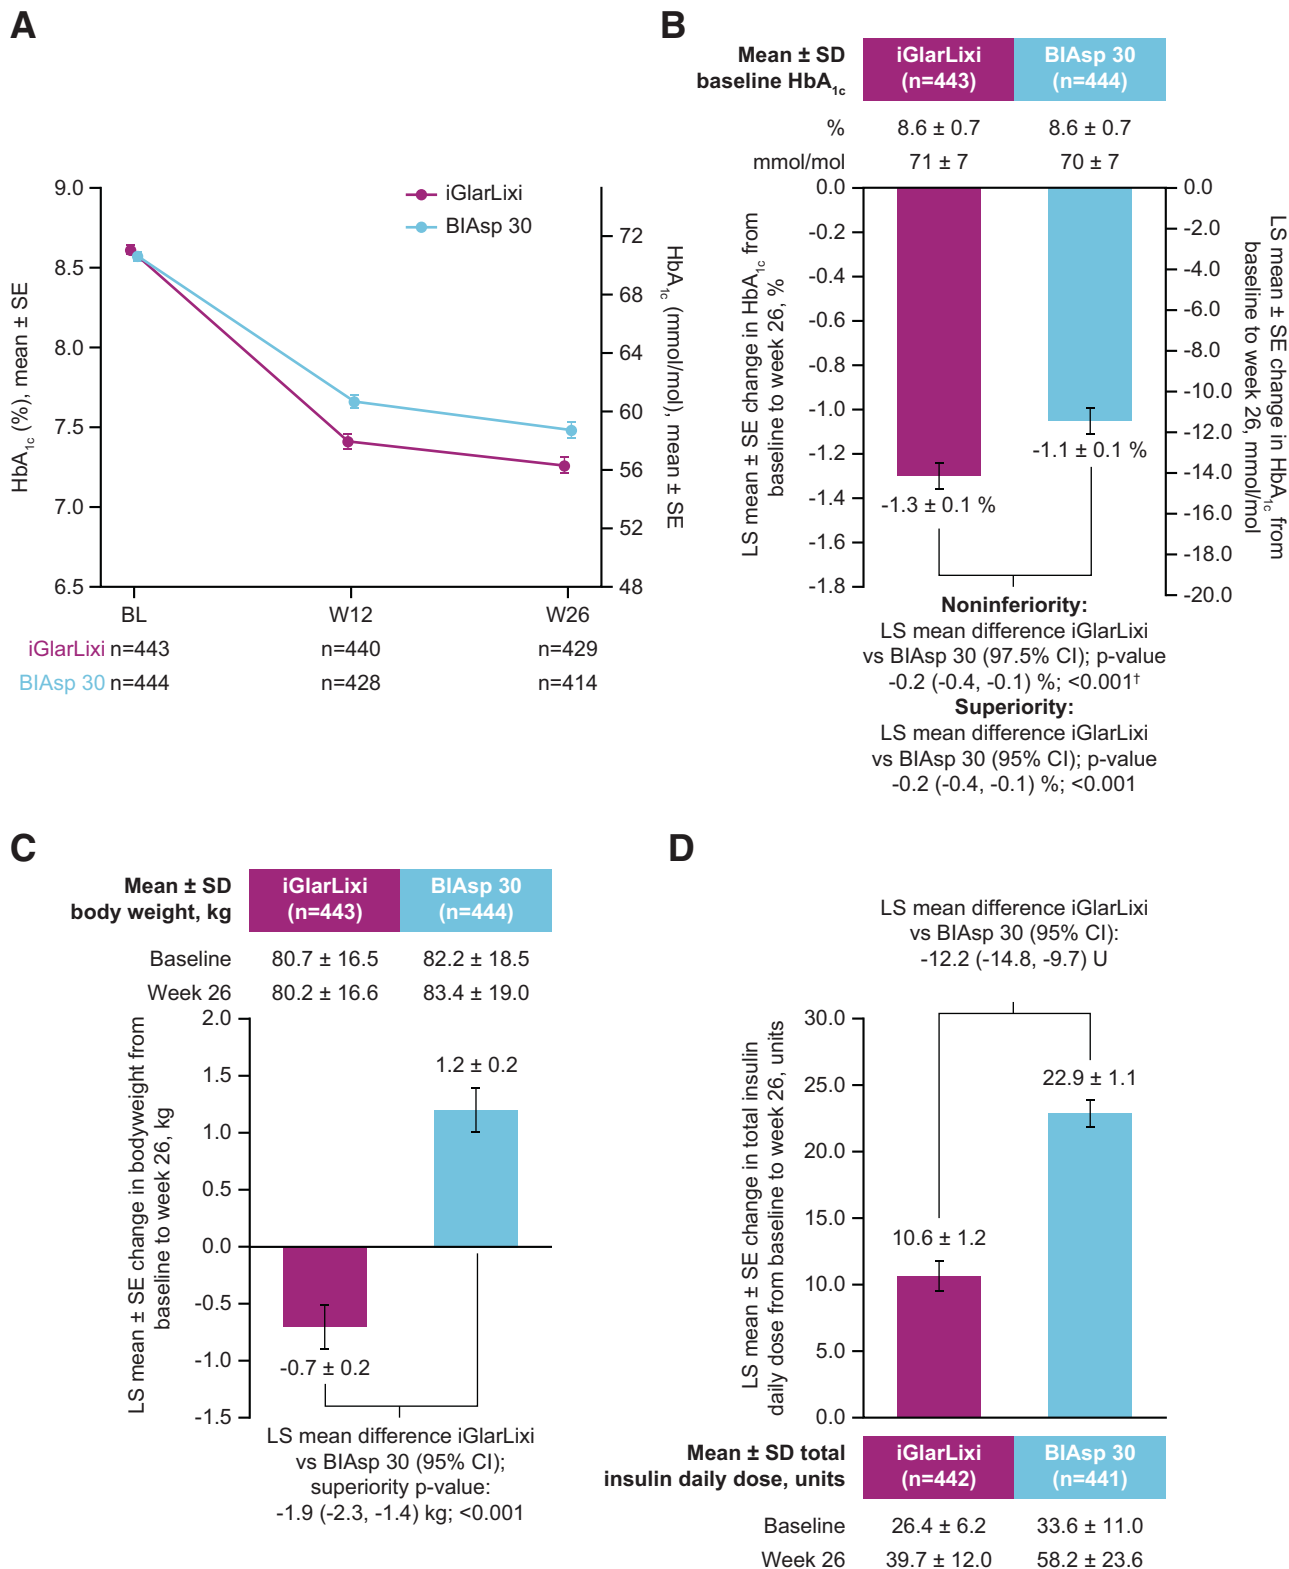 A
9.0
8.5
8.0
7.5
7.0
6.5
HbA1c (%), mean ± SE
iGlarLixi
BIAsp 30
72
68
64
60
56
52
48
HbA1c (mmol/mol), mean ± SE
BL W12 W26
iGlarLixi n=443 n=440 n=429
BIAsp 30 n=444 n=428 n=414
B
Mean ± SD
baseline HbA1c
iGlarLixi
(n=443)
BIAsp 30
(n=444)
% 8.6 ± 0.7 8.6 ± 0.7
mmol/mol 71 ± 7 70 ± 7
LS mean ± SE change in HbA1c from
baseline to week 26, %
0.0
-0.2
-0.4
-0.6
-0.8
-1.0
-1.2
-1.4
-1.6
-1.8
-1.3 ± 0.1 %
-1.1 ± 0.1 %
0.0
-2.0
-4.0
-6.0
-8.0
-10.0
-12.0
-14.0
-16.0
-18.0
-20.0
LS mean ± SE change in HbA1c from
baseline to week 26, mmol/mol
Noninferiority:
LS mean difference iGlarLixi
vs BIAsp 30 (97.5% CI); p-value
-0.2 (-0.4, -0.1) %; <0.001†
Superiority:
LS mean difference iGlarLixi
vs BIAsp 30 (95% CI); p-value
-0.2 (-0.4, -0.1) %; <0.001
C
Mean ± SD
body weight, kg
iGlarLixi
(n=443)
BIAsp 30
(n=444)
Baseline 80.7 ± 16.5 82.2 ± 18.5
Week 26 80.2 ± 16.6 83.4 ± 19.0
LS mean ± SE change in bodyweight from
baseline to week 26, kg
2.0
1.5
1.0
0.5
0.0
-0.5
-1.0
-1.5
1.2 ± 0.2
-0.7 ± 0.2
LS mean difference iGlarLixi
vs BIAsp 30 (95% CI);
superiority p-value:
-1.9 (-2.3, -1.4) kg; <0.001
D
LS mean difference iGlarLixi
vs BIAsp 30 (95% CI):
-12.2 (-14.8, -9.7) U
LS mean ± SE change in total insulin
daily dose from baseline to week 26, units
30.0
25.0
20.0
15.0
10.0
5.0
0.0
22.9 ± 1.1
10.6 ± 1.2
Mean ± SD total
insulin daily dose, units
iGlarLixi
(n=442)
BIAsp 30
(n=441)
Baseline 26.4 ± 6.2 33.6 ± 11.0
Week 26 39.7 ± 12.0 58.2 ± 23.6